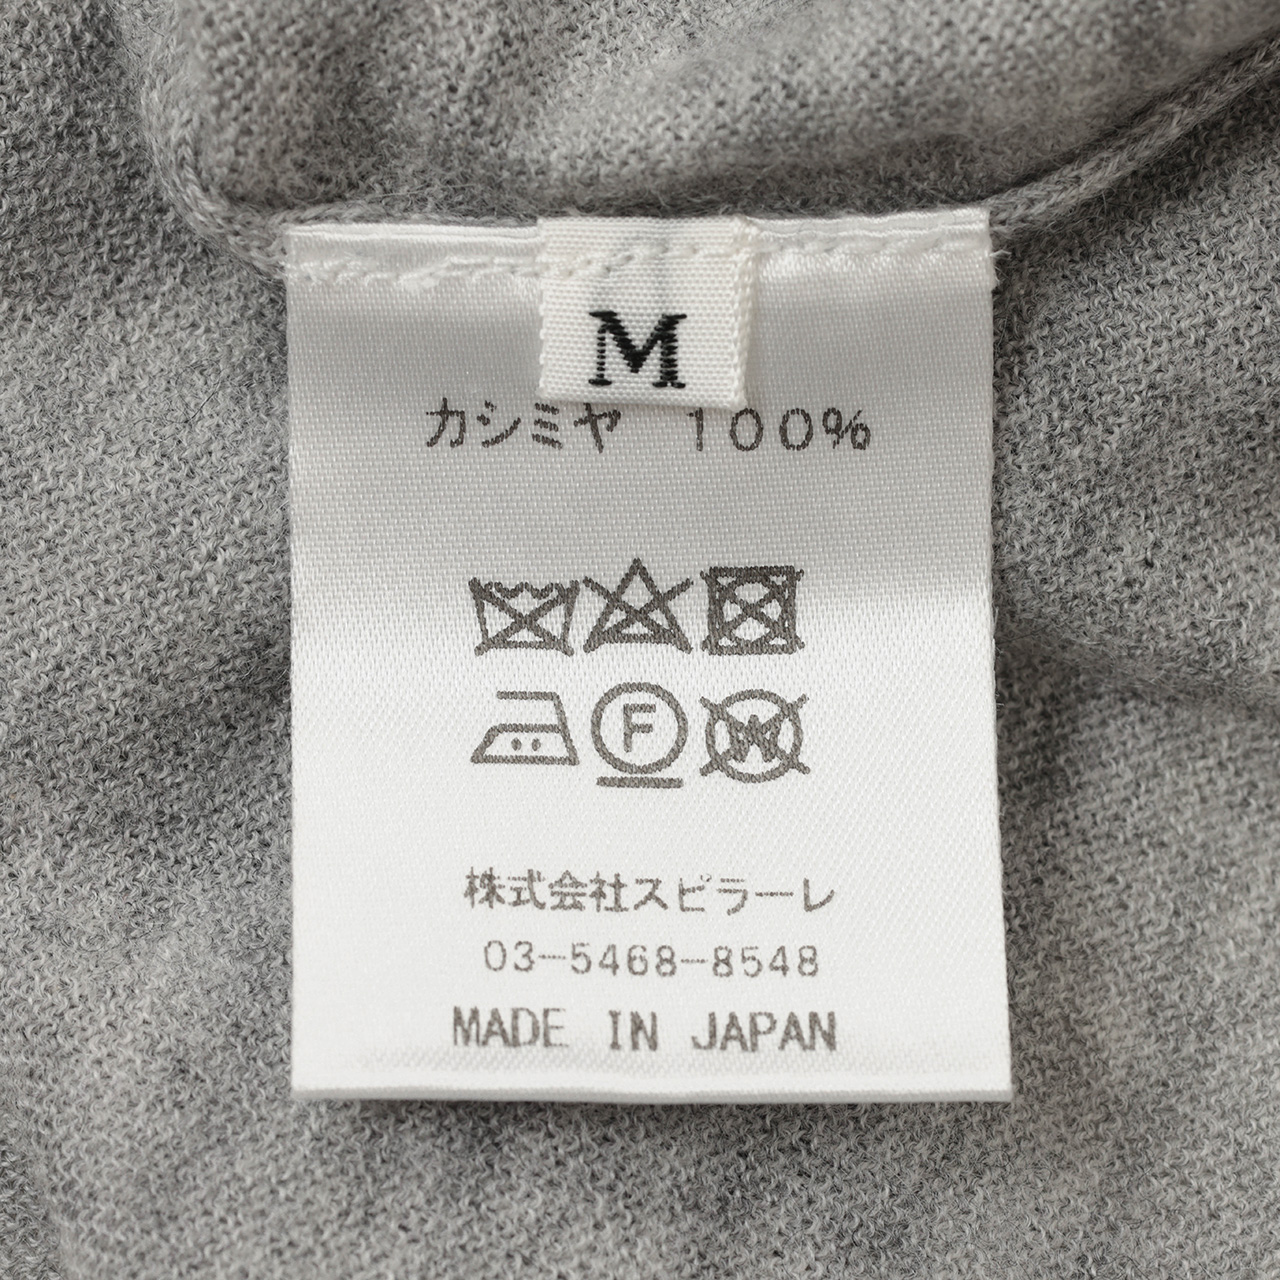 M
カシミヤ 100%
F
W
株式会社スピラーレ
03-5468-8548
MADE IN JAPAN